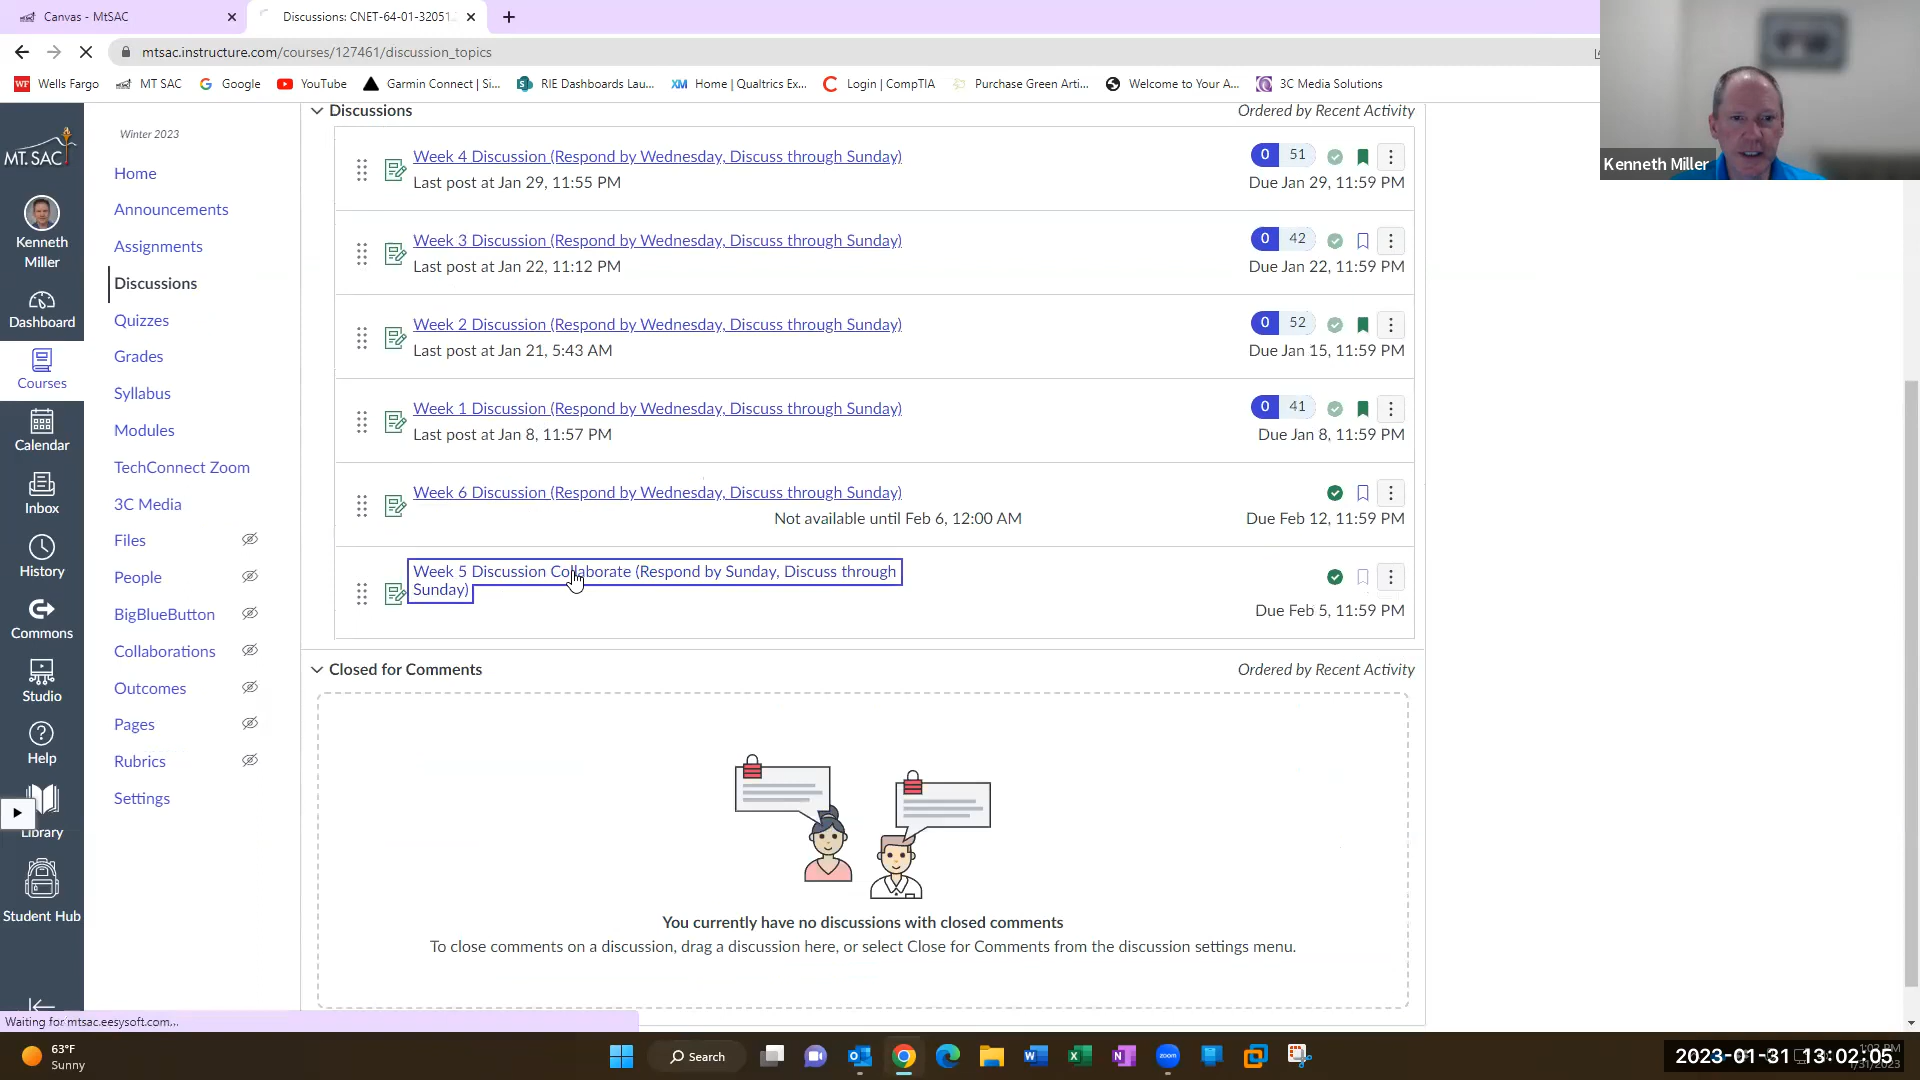 Canvas - MtSAC
Discussions: CNET-64-01-32051
mtsac.instructure.com/courses/127461/discussion_topics
WF Wells Fargo
MT SAC
Google
YouTube
Garmin Connect | Si...
RIE Dashboards Lau...
XM Home | Qualtrics Ex...
Login | CompTIA
Purchase Green Arti...
Welcome to Your A...
3C Media Solutions
Kenneth Miller
MT. SAC
Kenneth
Miller
Dashboard
Courses
Calendar
Inbox
History
Commons
Studio
Help
Library
Student Hub
Winter 2023
Home
Announcements
Assignments
Discussions
Quizzes
Grades
Syllabus
Modules
TechConnect Zoom
3C Media
Files
People
BigBlueButton
Collaborations
Outcomes
Pages
Rubrics
Settings
Discussions
Ordered by Recent Activity
Week 4 Discussion (Respond by Wednesday, Discuss through Sunday)
0 51
Last post at Jan 29, 11:55 PM
Due Jan 29, 11:59 PM
Week 3 Discussion (Respond by Wednesday, Discuss through Sunday)
0 42
Last post at Jan 22, 11:12 PM
Due Jan 22, 11:59 PM
Week 2 Discussion (Respond by Wednesday, Discuss through Sunday)
0 52
Last post at Jan 21, 5:43 AM
Due Jan 15, 11:59 PM
Week 1 Discussion (Respond by Wednesday, Discuss through Sunday)
0 41
Last post at Jan 8, 11:57 PM
Due Jan 8, 11:59 PM
Week 6 Discussion (Respond by Wednesday, Discuss through Sunday)
Not available until Feb 6, 12:00 AM
Due Feb 12, 11:59 PM
Week 5 Discussion Collaborate (Respond by Sunday, Discuss through
Sunday)
Due Feb 5, 11:59 PM
Closed for Comments
Ordered by Recent Activity
You currently have no discussions with closed comments
To close comments on a discussion, drag a discussion here, or select Close for Comments from the discussion settings menu.
Waiting for mtsac.eesysoft.com...
63°F
Sunny
Search
zoom
2023-01-31 13:02:05